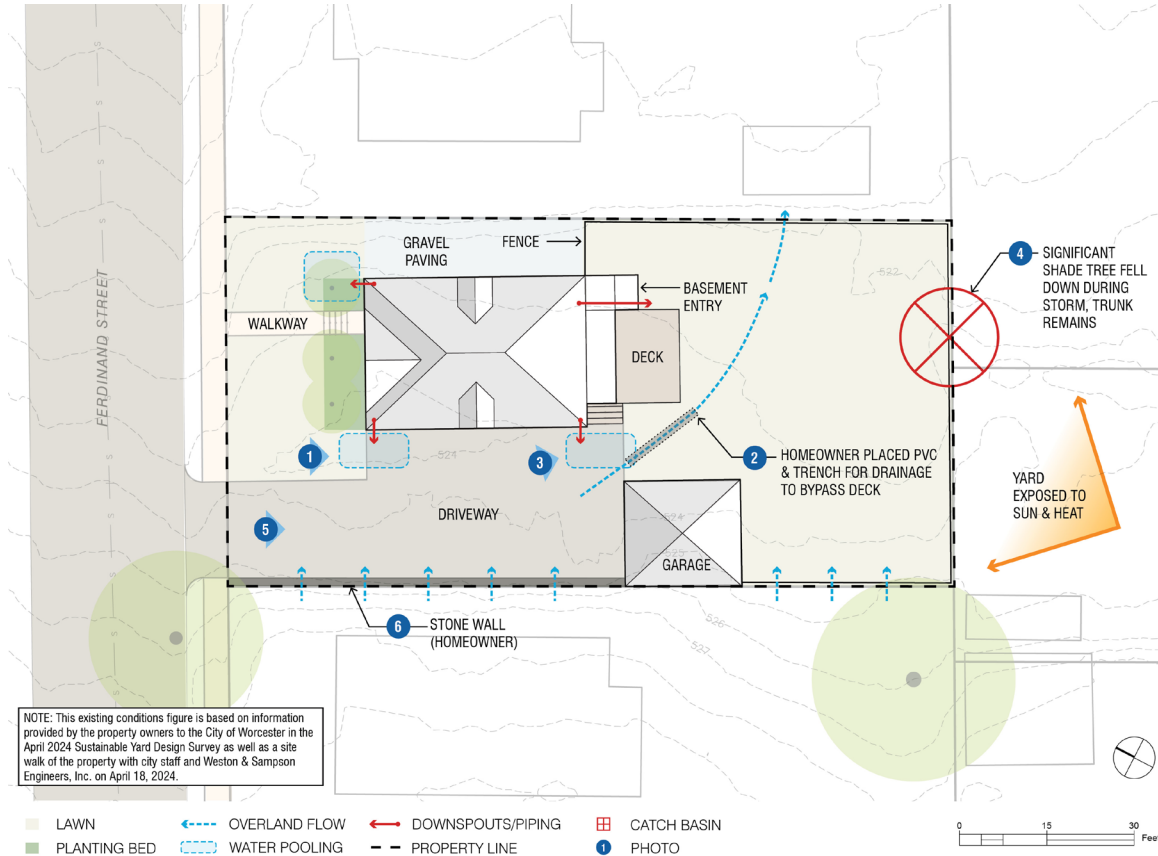 GRAVEL
PAVING
FENCE
BASEMENT
ENTRY
522
4
SIGNIFICANT
SHADE TREE FELL
DOWN DURING
STORM, TRUNK
REMAINS
FERDINAND STREET
S
S
S
S
WALKWAY
DECK
1
524
3
2
HOMEOWNER PLACED PVC
& TRENCH FOR DRAINAGE
TO BYPASS DECK
YARD
EXPOSED TO
SUN & HEAT
5
DRIVEWAY
524
525
GARAGE
6
STONE WALL
(HOMEOWNER)
526
527
NOTE: This existing conditions figure is based on information
provided by the property owners to the City of Worcester in the
April 2024 Sustainable Yard Design Survey as well as a site
walk of the property with city staff and Weston & Sampson
Engineers, Inc. on April 18, 2024.
LAWN
OVERLAND FLOW
DOWNSPOUTS/PIPING
CATCH BASIN
PLANTING BED
WATER POOLING
PROPERTY LINE
1
PHOTO
0
15
30
Feet